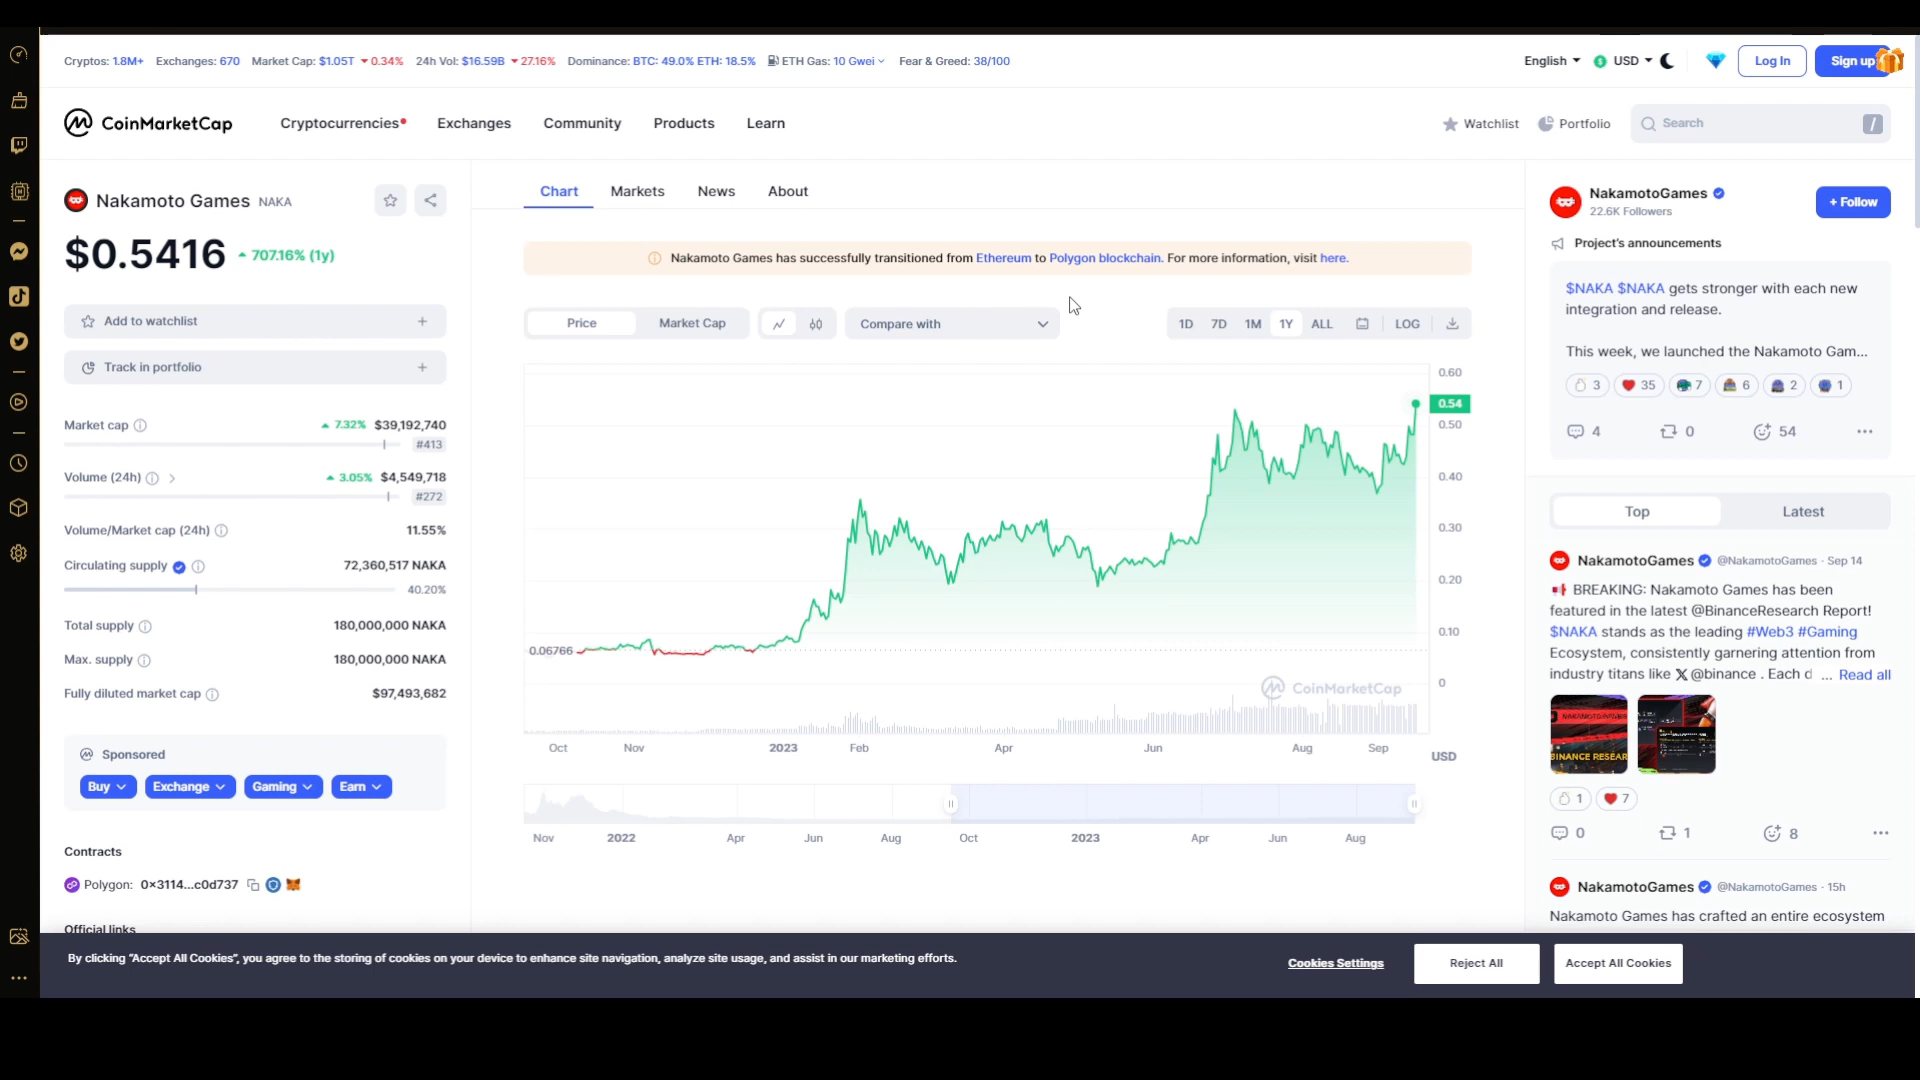 Cryptos: 1.8M+ Exchanges: 670 Market Cap: $1.05T 0.34% 24h Vol: $16.59B 27.16% Dominance: BTC: 49.0% ETH: 18.5% ETH Gas: 10 Gwei Fear & Greed: 38/100
English USD Log In Sign up
CoinMarketCap Cryptocurrencies Exchanges Community Products Learn
Watchlist Portfolio Search /
Nakamoto Games NAKA
$0.5416 707.16% (1y)
Add to watchlist +
Track in portfolio +
Market cap 7.32% $39,192,740
#413
Volume (24h) 3.05% $4,549,718
#272
Volume/Market cap (24h) 11.55%
Circulating supply 72,360,517 NAKA
40.20%
Total supply 180,000,000 NAKA
Max. supply 180,000,000 NAKA
Fully diluted market cap $97,493,682
Sponsored
Buy Exchange Gaming Earn
Contracts
Polygon: 0x3114...c0d737
Official links
Chart Markets News About
Nakamoto Games has successfully transitioned from Ethereum to Polygon blockchain. For more information, visit here.
Price Market Cap Compare with 1D 7D 1M 1Y ALL LOG
0.60
0.54
0.50
0.40
0.30
0.20
0.10
0.06766
0
CoinMarketCap
Oct Nov 2023 Feb Apr Jun Aug Sep
USD
Nov 2022 Apr Jun Aug Oct 2023 Apr Jun Aug
NakamotoGames
22.6K Followers
+ Follow
Project's announcements
$NAKA $NAKA gets stronger with each new
integration and release.
This week, we launched the Nakamoto Gam...
3 35 7 6 2 1
4 0 54 ...
Top Latest
NakamotoGames @NakamotoGames · Sep 14
BREAKING: Nakamoto Games has been
featured in the latest @BinanceResearch Report!
$NAKA stands as the leading #Web3 #Gaming
Ecosystem, consistently garnering attention from
industry titans like X @binance . Each d ... Read all
BINANCE RESEAR
1 7
0 1 8 ...
NakamotoGames @NakamotoGames · 15h
Nakamoto Games has crafted an entire ecosystem
By clicking "Accept All Cookies", you agree to the storing of cookies on your device to enhance site navigation, analyze site usage, and assist in our marketing efforts.
Cookies Settings Reject All Accept All Cookies